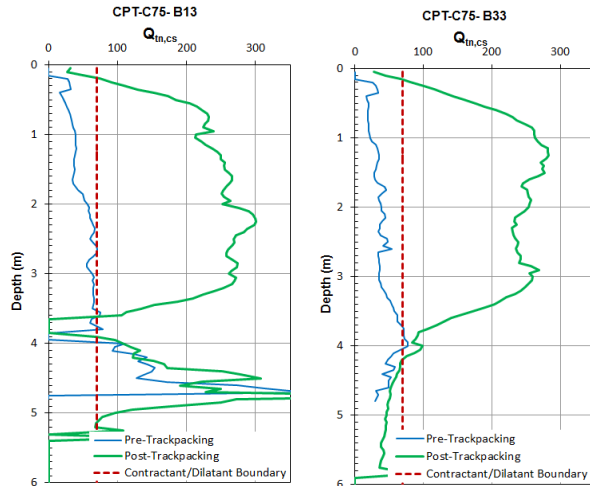 CPT-C75- B13
Qtn,cs
0 100 200 300
0
1
2
3
4
5
6
Depth (m)
Pre-Trackpacking
Post-Trackpacking
Contractant/Dilatant Boundary
CPT-C75- B33
Qtn,cs
0 100 200 300
0
1
2
3
4
5
6
Depth (m)
Pre-Trackpacking
Post-Trackpacking
Contractant/Dilatant Boundary